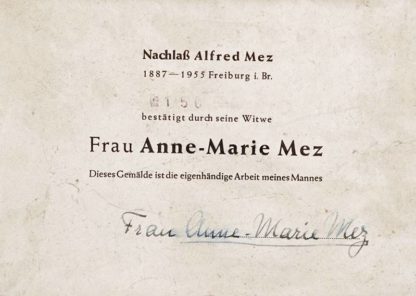 Nachlaß Alfred Mez
1887—1955 Freiburg i. Br.
bestätigt durch seine Witwe
Frau Anne-Marie Mez
Dieses Gemälde ist die eigenhändige Arbeit meines Mannes
Frau Anne-Marie Mez